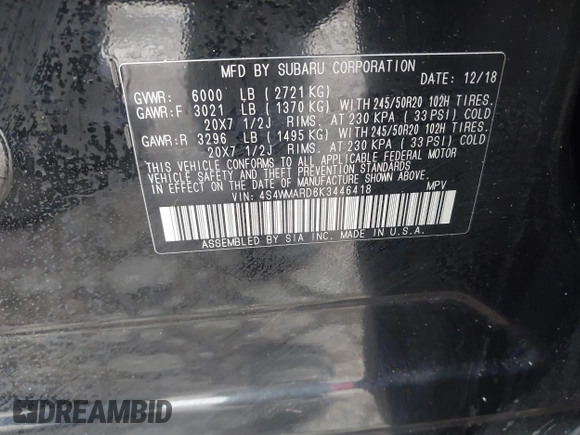 MFD BY SUBARU CORPORATION
DATE: 12/18
GVWR: 6000 LB (2721 KG)
GAWR:F 3021 LB (1370 KG) WITH 245/50R20 102H TIRES,
20X7 1/2J RIMS, AT 230 KPA (33 PSI) COLD
GAWR:R 3296 LB (1495 KG) WITH 245/50R20 102H TIRES,
20X7 1/2J RIMS, AT 230 KPA (33 PSI) COLD
THIS VEHICLE CONFORMS TO ALL APPLICABLE FEDERAL MOTOR
VEHICLE SAFETY AND THEFT PREVENTION STANDARDS
IN EFFECT ON THE DATE OF MANUFACTURE SHOWN ABOVE.
VIN: 4S4WMARD6K3446418 MPV
ASSEMBLED BY SIA INC. MADE IN U.S.A.
DREAMBID